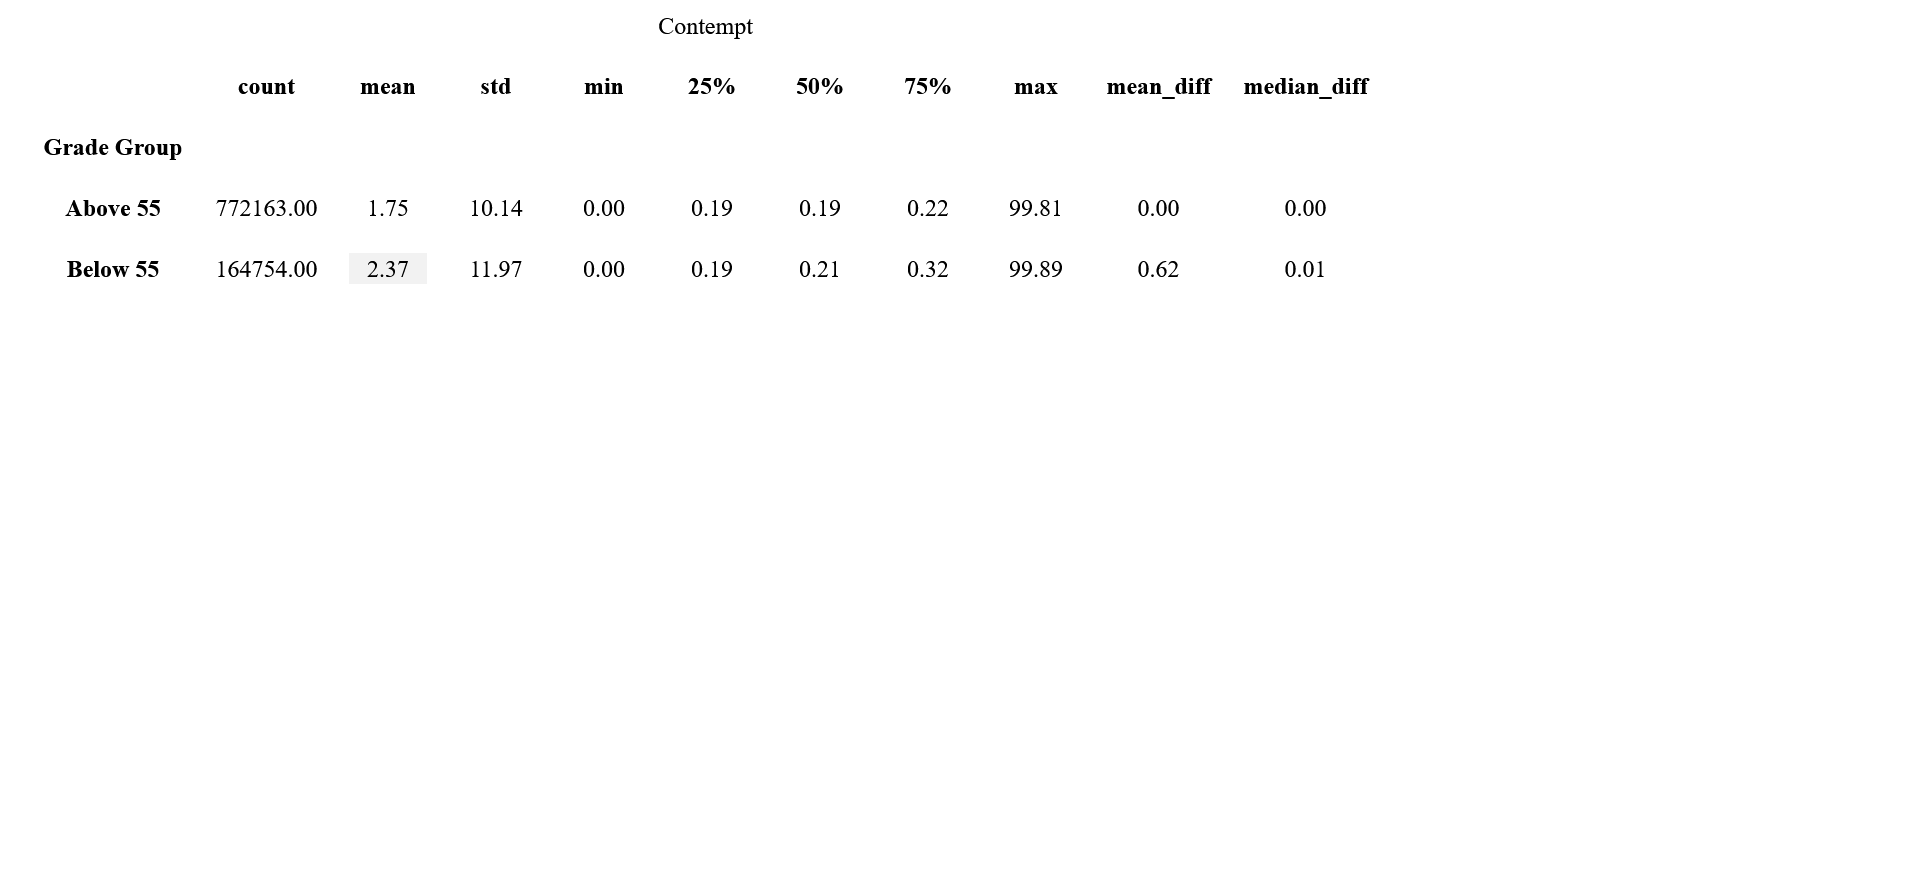 Contempt
count mean std min 25% 50% 75% max mean_diff median_diff
Grade Group
Above 55 772163.00 1.75 10.14 0.00 0.19 0.19 0.22 99.81 0.00 0.00
Below 55 164754.00 2.37 11.97 0.00 0.19 0.21 0.32 99.89 0.62 0.01